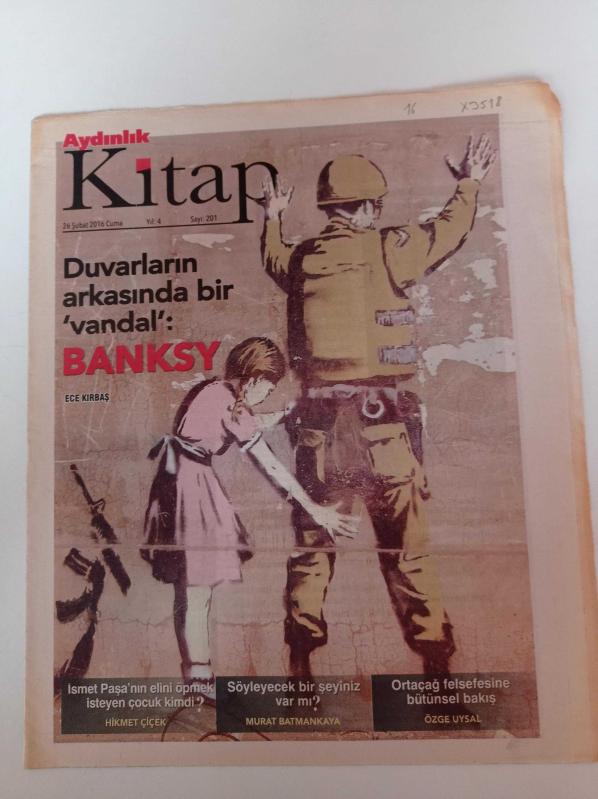 16 X3518
Aydınlık
Kitap
26 Şubat 2016 Cuma Yıl: 4 Sayı: 201
Duvarların
arkasında bir
‘vandal’:
BANKSY
ECE KIRBAŞ
İsmet Paşa’nın elini öpmek
isteyen çocuk kimdi?
HİKMET ÇİÇEK
Söyleyecek bir şeyiniz
var mı?
MURAT BATMANKAYA
Ortaçağ felsefesine
bütünsel bakış
ÖZGE UYSAL